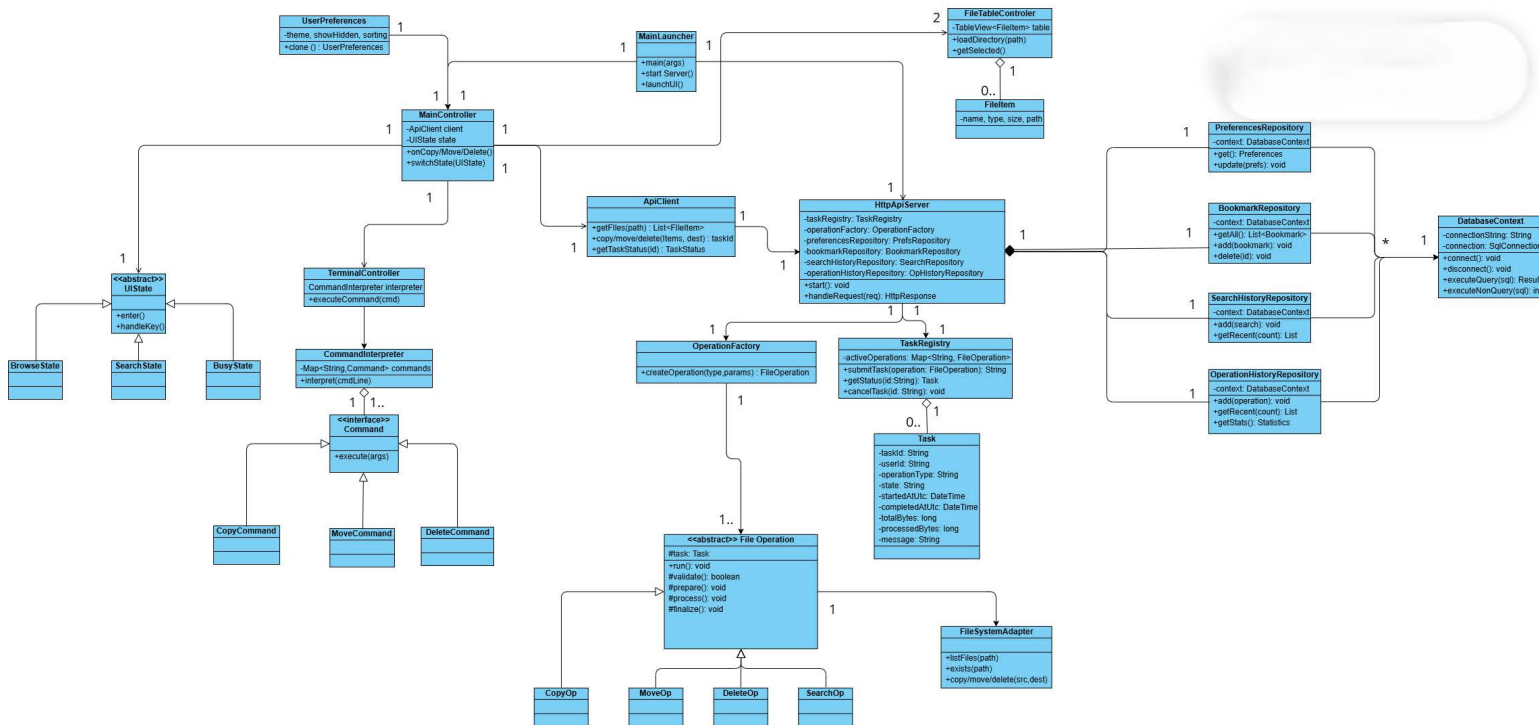 UserPreferences
-theme, showHidden, sorting
+clone () : UserPreferences
1
MainLauncher
+main(args)
+start Server()
+launchUI()
1
1
2
FileTableControler
-TableView<FileItem> table
+loadDirectory(path)
+getSelected()
1
0..
FileItem
-name, type, size, path
1
1
MainController
-ApiClient client
-UIState state
+onCopy/Move/Delete()
+switchState(UIState)
1
1
1
1
1
<<abstract>>
UIState
+enter()
+handleKey()
BrowseState
SearchState
BusyState
TerminalController
CommandInterpreter interpreter
+executeCommand(cmd)
CommandInterpreter
-Map<String,Command> commands
+interpret(cmdLine)
1
1..
<<interface>>
Command
+execute(args)
CopyCommand
MoveCommand
DeleteCommand
ApiClient
+getFiles(path) : List<FileItem>
+copy/move/delete(Items, dest) : taskId
+getTaskStatus(id) : TaskStatus
1
1
1
1
HttpApiServer
-taskRegistry: TaskRegistry
-operationFactory: OperationFactory
-preferencesRepository: PrefsRepository
-bookmarkRepository: BookmarkRepository
-searchHistoryRepository: SearchRepository
-operationHistoryRepository: OpHistoryRepository
+start(): void
+handleRequest(req): HttpResponse
1
1
1
1
1
OperationFactory
+createOperation(type,params) : FileOperation
1
TaskRegistry
-activeOperations: Map<String, FileOperation>
+submitTask(operation: FileOperation): String
+getStatus(id:String): Task
+cancelTask(id: String): void
1
0..
Task
-taskId: String
-userId: String
-operationType: String
-state: String
-startedAtUtc: DateTime
-completedAtUtc: DateTime
-totalBytes: long
-processedBytes: long
-message: String
1..
<<abstract>> File Operation
#task: Task
+run(): void
#validate(): boolean
#prepare(): void
#process(): void
#finalize(): void
1
CopyOp
MoveOp
DeleteOp
SearchOp
FileSystemAdapter
+listFiles(path)
+exists(path)
+copy/move/delete(src,dest)
1
PreferencesRepository
-context: DatabaseContext
+get(): Preferences
+update(prefs): void
1
BookmarkRepository
-context: DatabaseContext
+getAll(): List<Bookmark>
+add(bookmark): void
+delete(id): void
1
SearchHistoryRepository
-context: DatabaseContext
+add(search): void
+getRecent(count): List
1
OperationHistoryRepository
-context: DatabaseContext
+add(operation): void
+getRecent(count): List
+getStats(): Statistics
*
1
DatabaseContext
-connectionString: String
-connection: SqlConnection
+connect(): void
+disconnect(): void
+executeQuery(sql): Resul
+executeNonQuery(sql): in